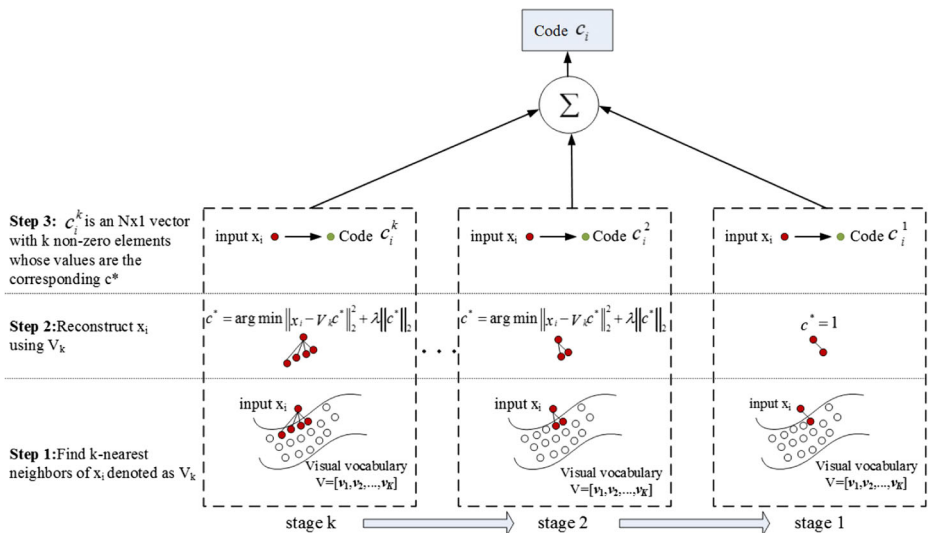 Code c_i
Σ
Step 3: c_i^k is an Nx1 vector
with k non-zero elements
whose values are the
corresponding c*
input x_i Code c_i^k
input x_i Code c_i^2
input x_i Code c_i^1
Step 2:Reconstruct x_i
using V_k
c^* = arg min ||x_i − V_k c^*||_2^2 + λ||c^*||_2
. . .
c^* = arg min ||x_i − V_k c^*||_2^2 + λ||c^*||_2
c^* = 1
Step 1:Find k-nearest
neighbors of x_i denoted as V_k
input x_i
Visual vocabulary
V=[v_1,v_2,...,v_K]
input x_i
Visual vocabulary
V=[v_1,v_2,...,v_K]
input x_i
Visual vocabulary
V=[v_1,v_2,...,v_K]
stage k
stage 2
stage 1